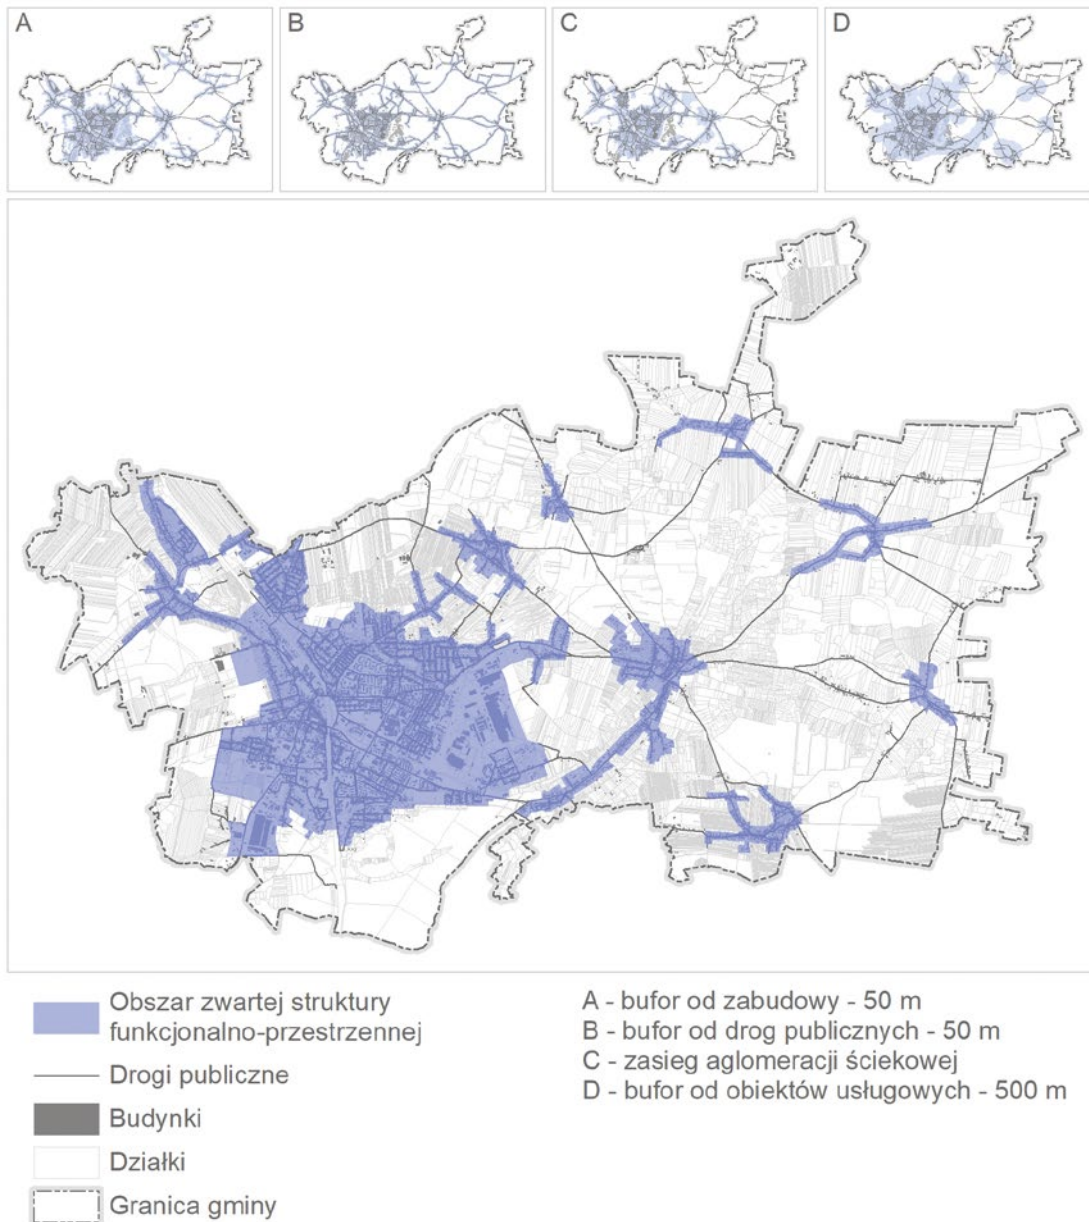 A
B
C
D
Obszar zwartej struktury
funkcjonalno-przestrzennej
Drogi publiczne
Budynki
Działki
Granica gminy
A - bufor od zabudowy - 50 m
B - bufor od drog publicznych - 50 m
C - zasieg aglomeracji ściekowej
D - bufor od obiektów usługowych - 500 m